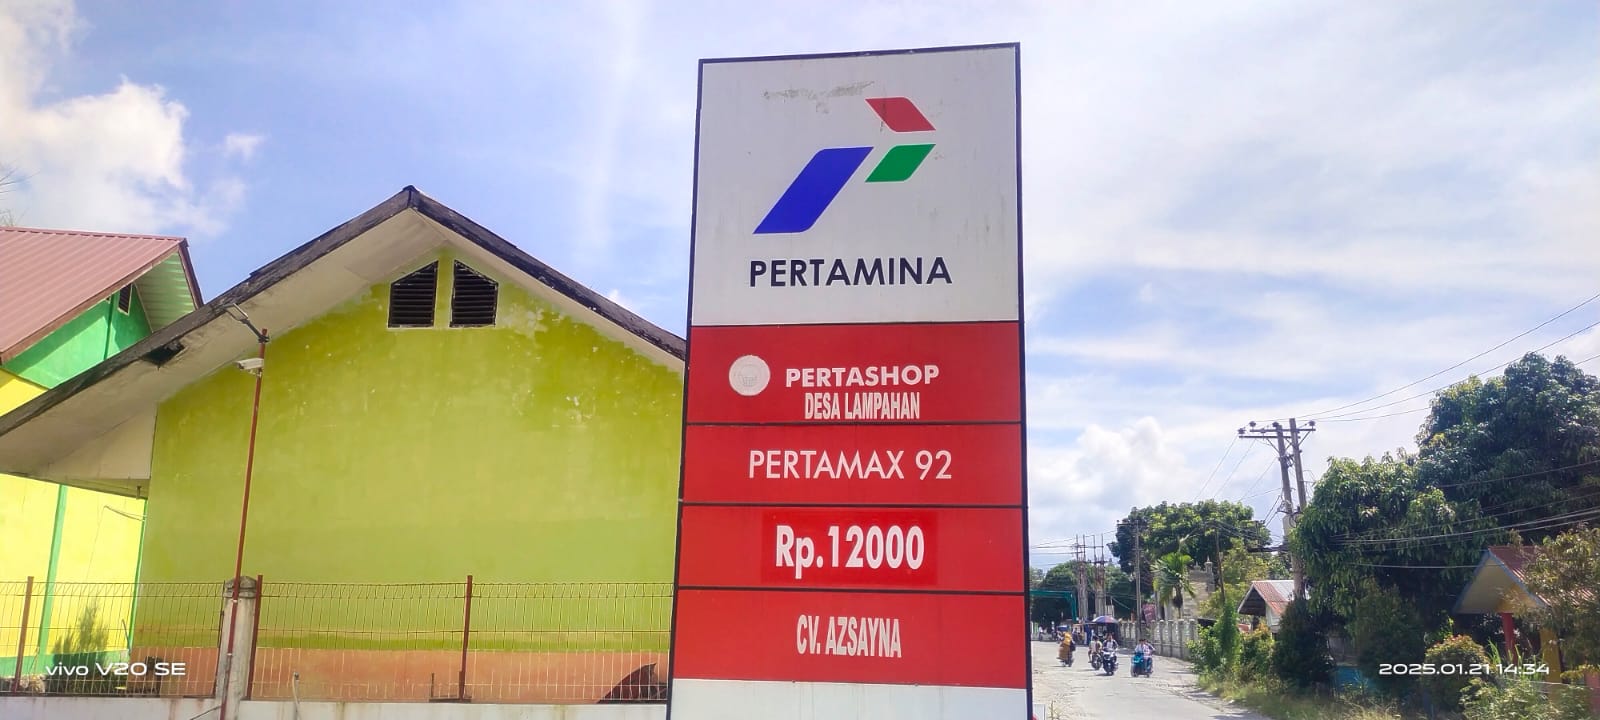 PERTAMINA
PERTASHOP
DESA LAMPAHAN
PERTAMAX 92
Rp.12000
CV. AZSAYNA
vivo V20 SE
2025.01.21 14:34